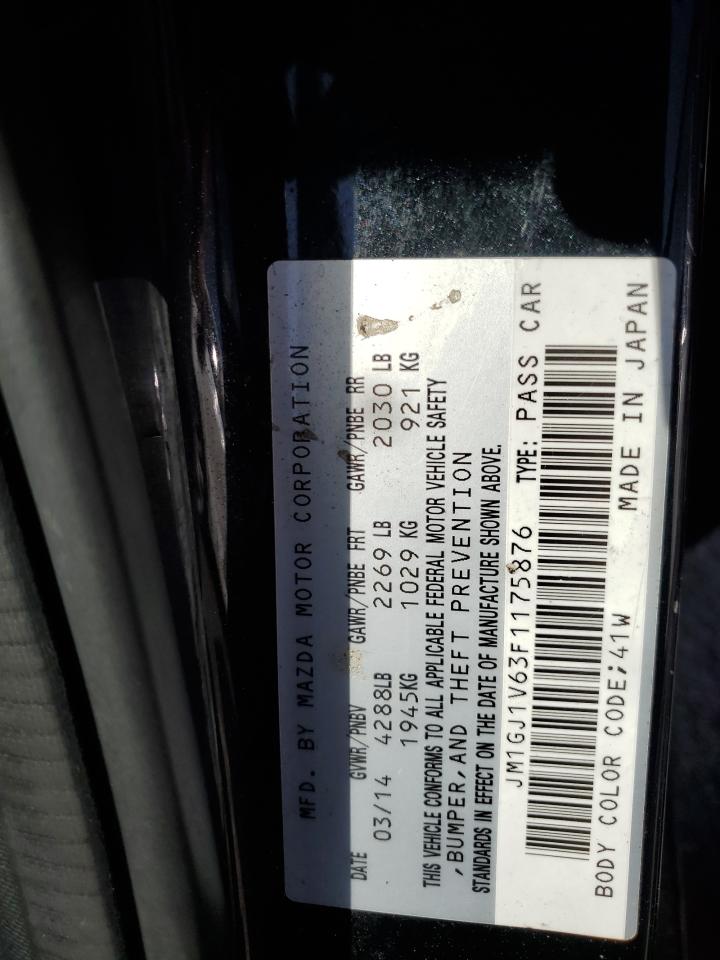 MFD. BY MAZDA MOTOR CORPORATION
DATE GVWR/PNBV GAWR/PNBE FRT GAWR/PNBE RR
03/14 4288LB 2269 LB 2030 LB
1945KG 1029 KG 921 KG
THIS VEHICLE CONFORMS TO ALL APPLICABLE FEDERAL MOTOR VEHICLE SAFETY
,BUMPER,AND THEFT PREVENTION
STANDARDS IN EFFECT ON THE DATE OF MANUFACTURE SHOWN ABOVE.
JM1GJ1V63F1175876 TYPE: PASS CAR
BODY COLOR CODE;41W MADE IN JAPAN